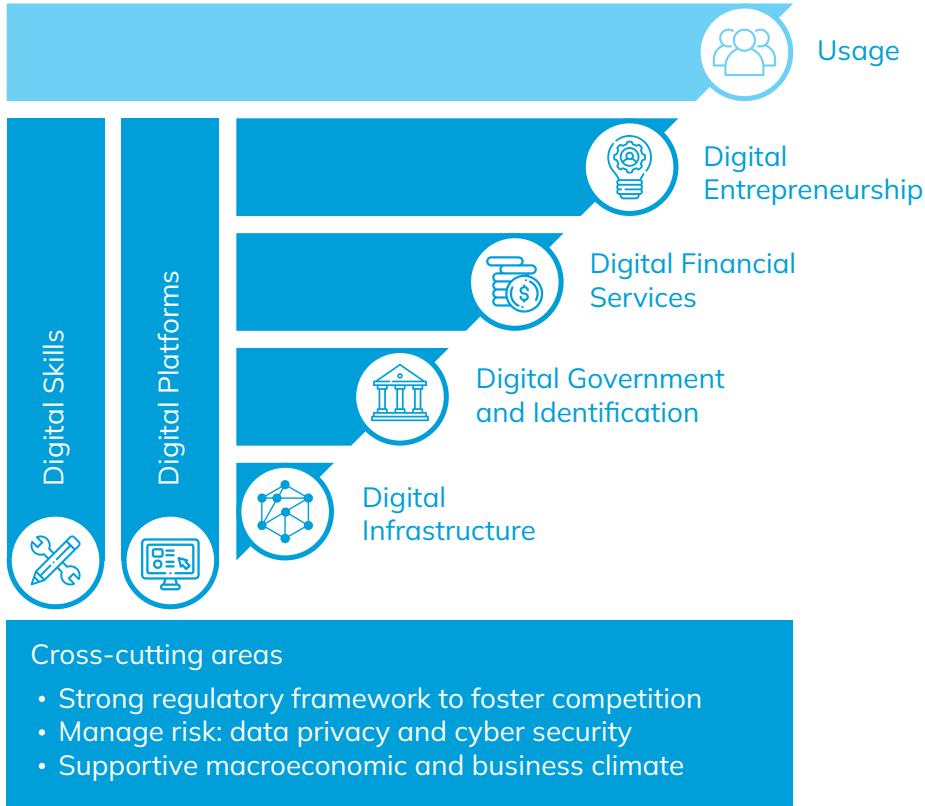 Usage
Digital
Entrepreneurship
Digital Financial
Services
Digital Government
and Identification
Digital
Infrastructure
Digital Skills
Digital Platforms
Cross-cutting areas
• Strong regulatory framework to foster competition
• Manage risk: data privacy and cyber security
• Supportive macroeconomic and business climate